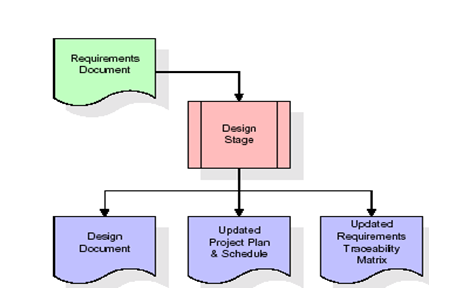 Requirements
Document
Design
Stage
Design
Document
Updated
Project Plan
& Schedule
Updated
Requirements
Traceability
Matrix